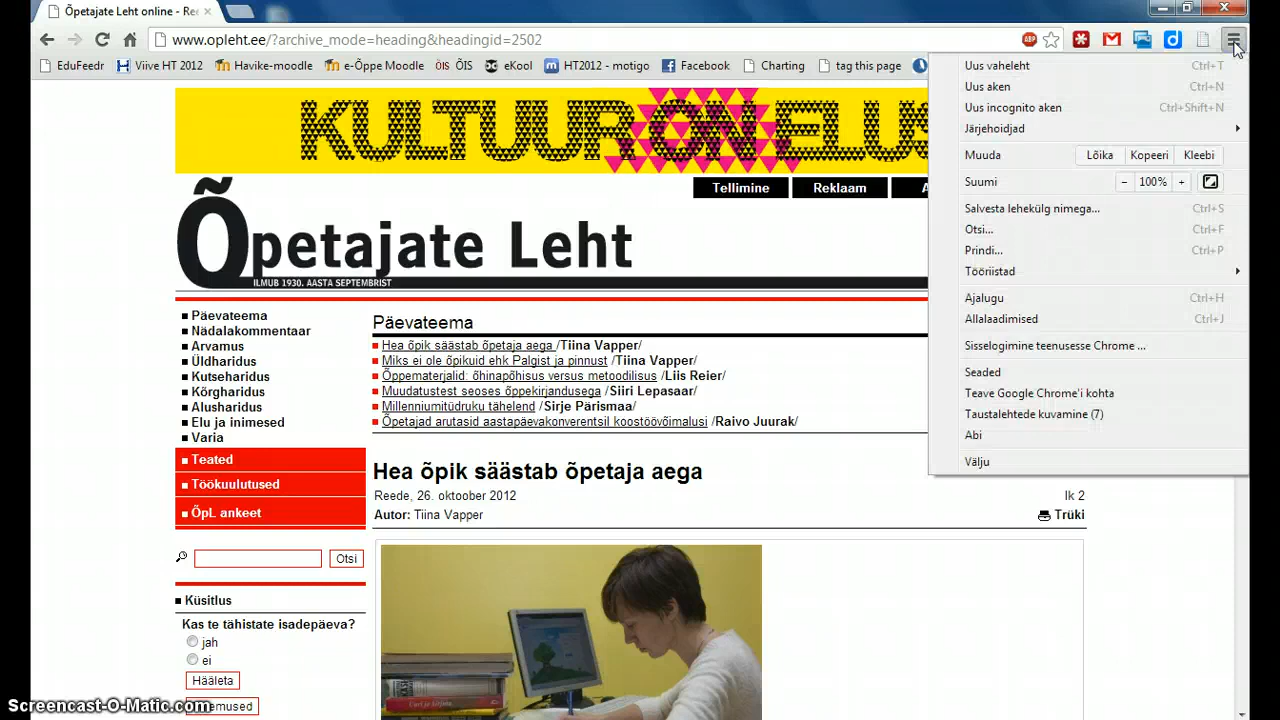 Õpetajate Leht online - Ree
www.opleht.ee/?archive_mode=heading&headingid=2502
ABP
EduFeedr Viive HT 2012 Havike-moodle e-Õppe Moodle ÕIS ÕIS eKool HT2012 - motigo Facebook Charting tag this page
Uus vaheleht Ctrl+T
Uus aken Ctrl+N
Uus incognito aken Ctrl+Shift+N
Järjehoidjad
Muuda Lõika Kopeeri Kleebi
Suumi − 100% +
Salvesta lehekülg nimega... Ctrl+S
Otsi... Ctrl+F
Prindi... Ctrl+P
Tööriistad
Ajalugu Ctrl+H
Allalaadimised Ctrl+J
Sisselogimine teenusesse Chrome ...
Seaded
Teave Google Chrome'i kohta
Taustalehtede kuvamine (7)
Abi
Välju
KULTUUR ON ELUS
Tellimine Reklaam A
Õpetajate Leht
ILMUB 1930. AASTA SEPTEMBRIST
Päevateema
Nädalakommentaar
Arvamus
Üldharidus
Kutseharidus
Kõrgharidus
Alusharidus
Elu ja inimesed
Varia
Teated
Töökuulutused
ÕpL ankeet
Otsi
Küsitlus
Kas te tähistate isadepäeva?
jah
ei
Hääleta
emused
Päevateema
Hea õpik säästab õpetaja aega /Tiina Vapper/
Miks ei ole õpikuid ehk Palgist ja pinnust /Tiina Vapper/
Õppematerjalid: õhinapõhisus versus metoodilisus /Liis Reier/
Muudatustest seoses õppekirjandusega /Siiri Lepasaar/
Millenniumitüdruku tähelend /Sirje Pärismaa/
Õpetajad arutasid aastapäevakonverentsil koostöövõimalusi /Raivo Juurak/
Hea õpik säästab õpetaja aega
Reede, 26. oktoober 2012 lk 2
Autor: Tiina Vapper Trüki
Screencast-O-Matic.com